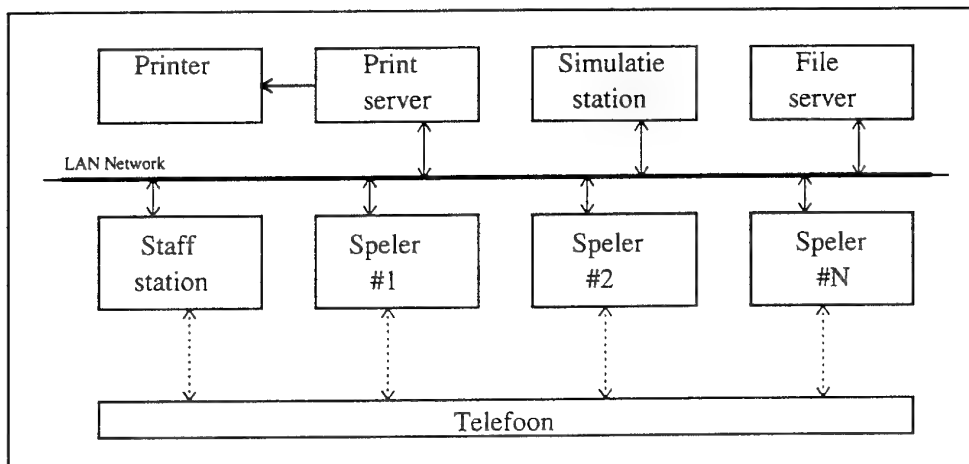 Printer
Print
server
Simulatie
station
File
server
LAN Network
Staff
station
Speler
#1
Speler
#2
Speler
#N
Telefoon